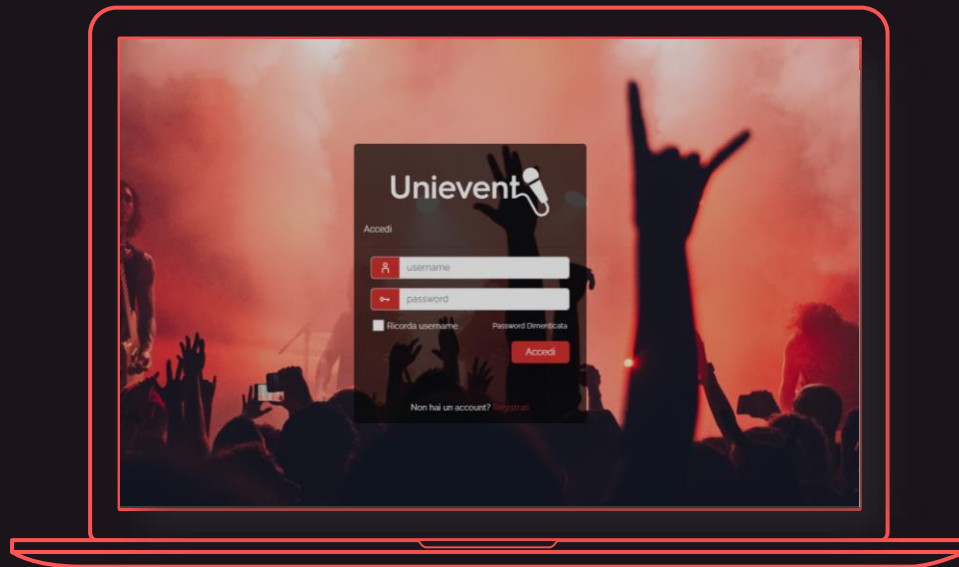 Unievent
Accedi
username
password
Ricorda username Password Dimenticata
Accedi
Non hai un account? Registrati